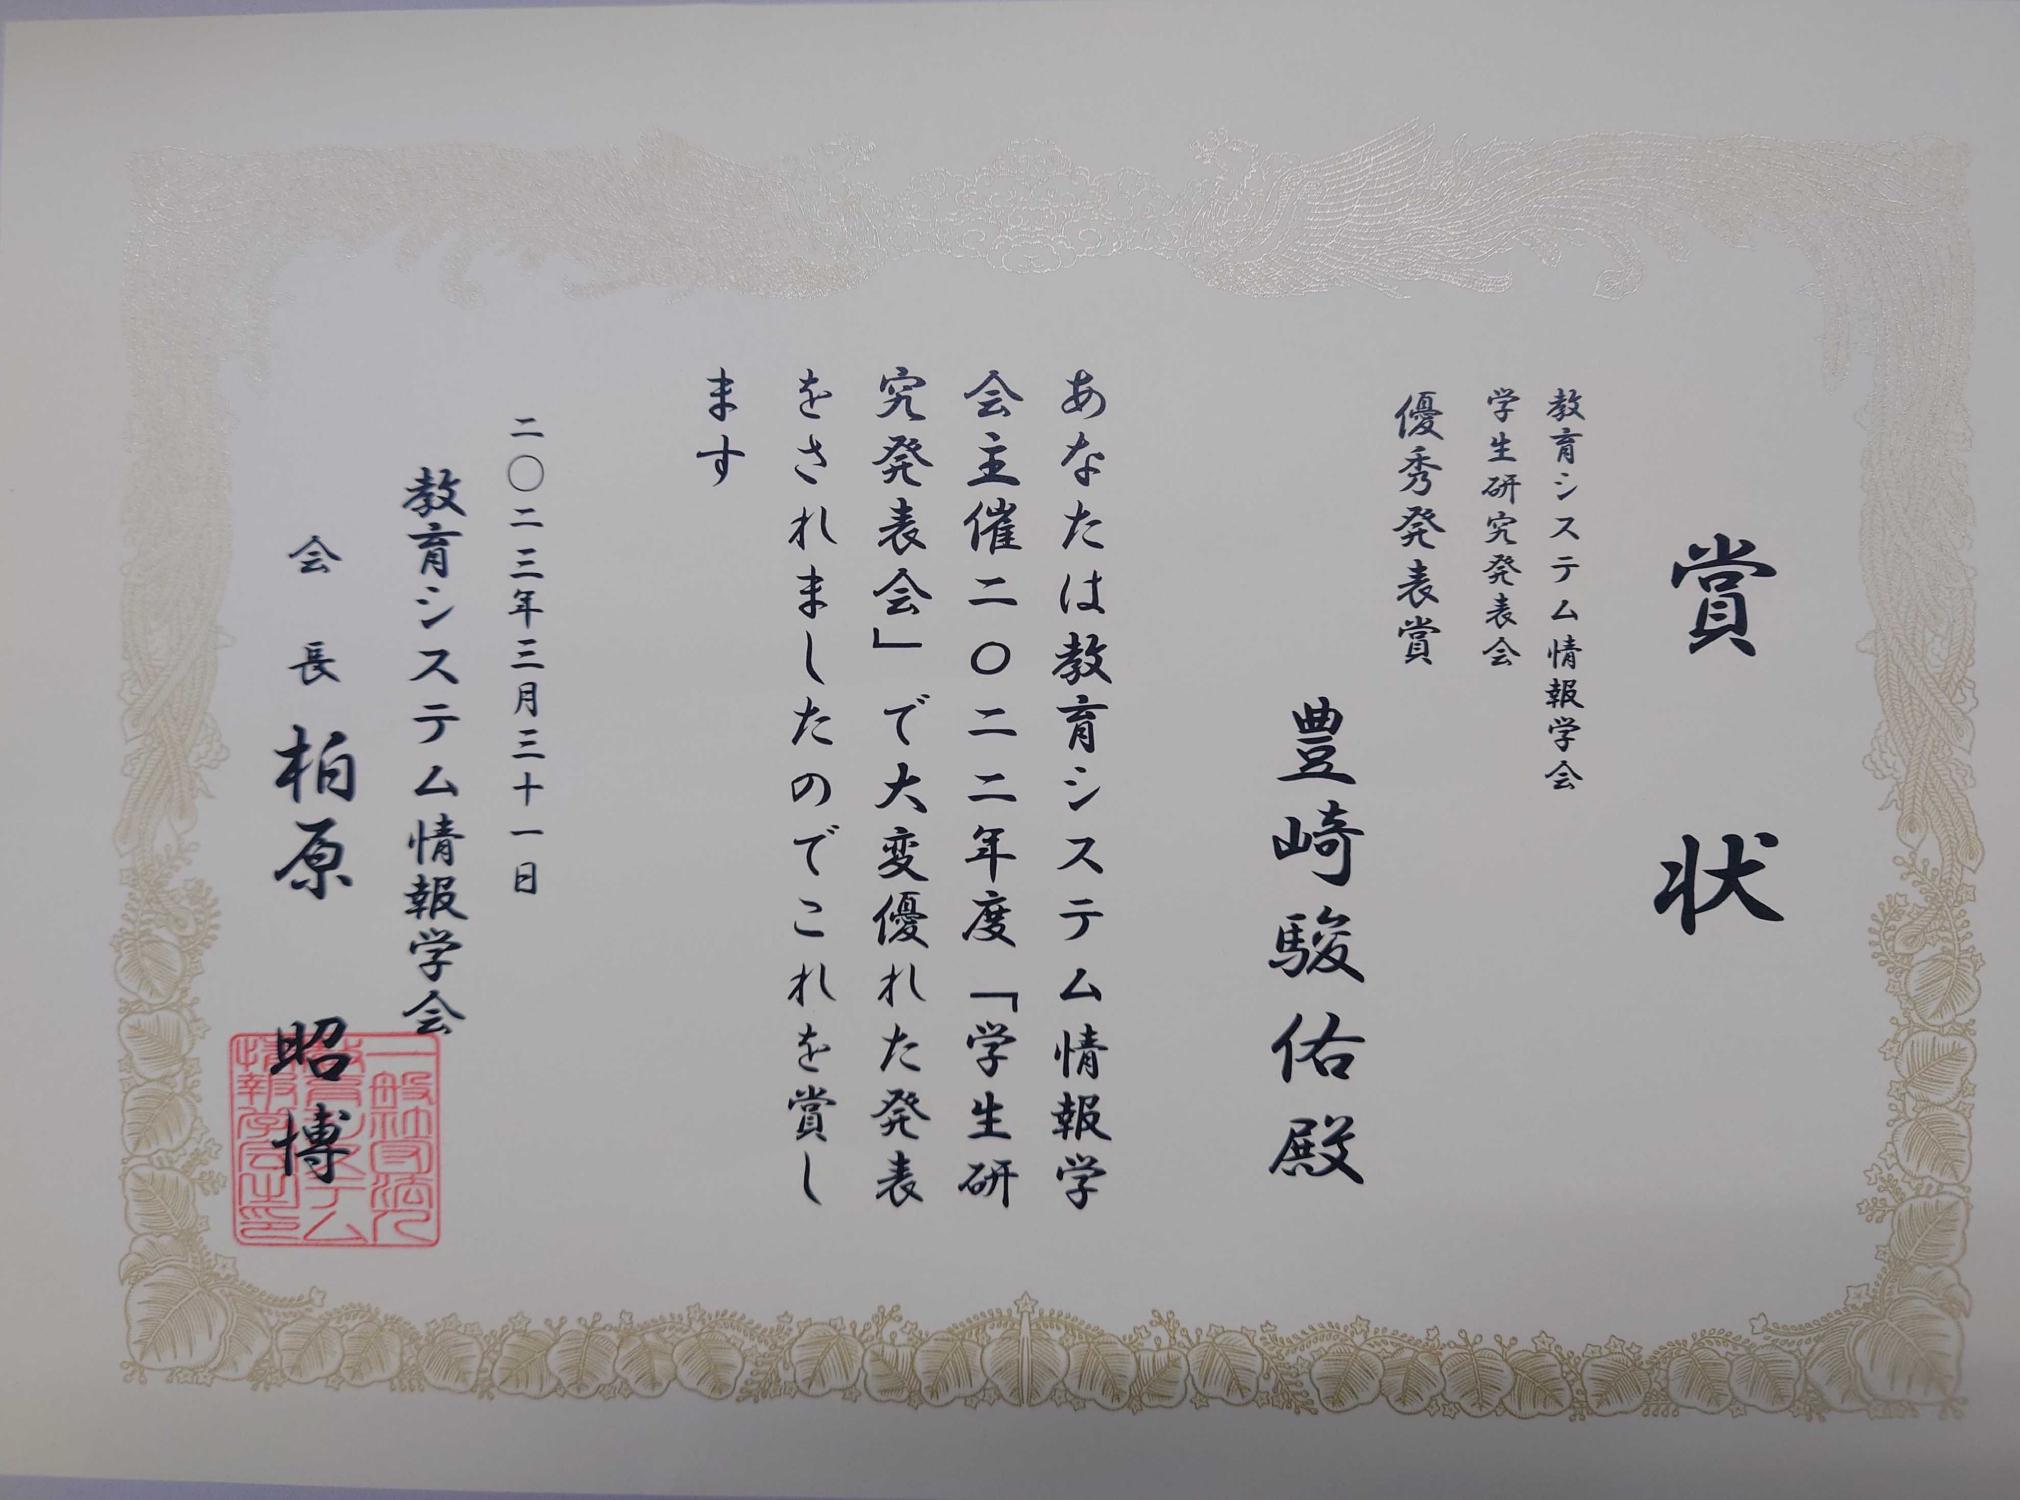 賞状
教育システム情報学会
学生研究発表会
優秀発表賞
豊崎駿佑殿
あなたは教育システム情報学
会主催二〇二二年度「学生研
究発表会」で大変優れた発表
をされましたのでこれを賞し
ます
二〇二三年三月三十一日
教育システム情報学会
会長 柏原 昭博
一般社団法人
教育システム
情報学会之印